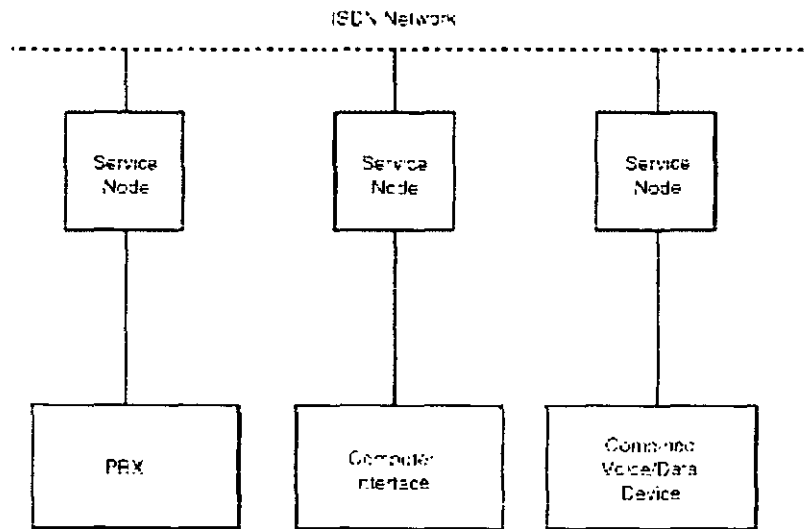 ISDN Network
Service
Node
Service
Node
Service
Node
PBX
Computer
Interface
Combined
Voice/Data
Device